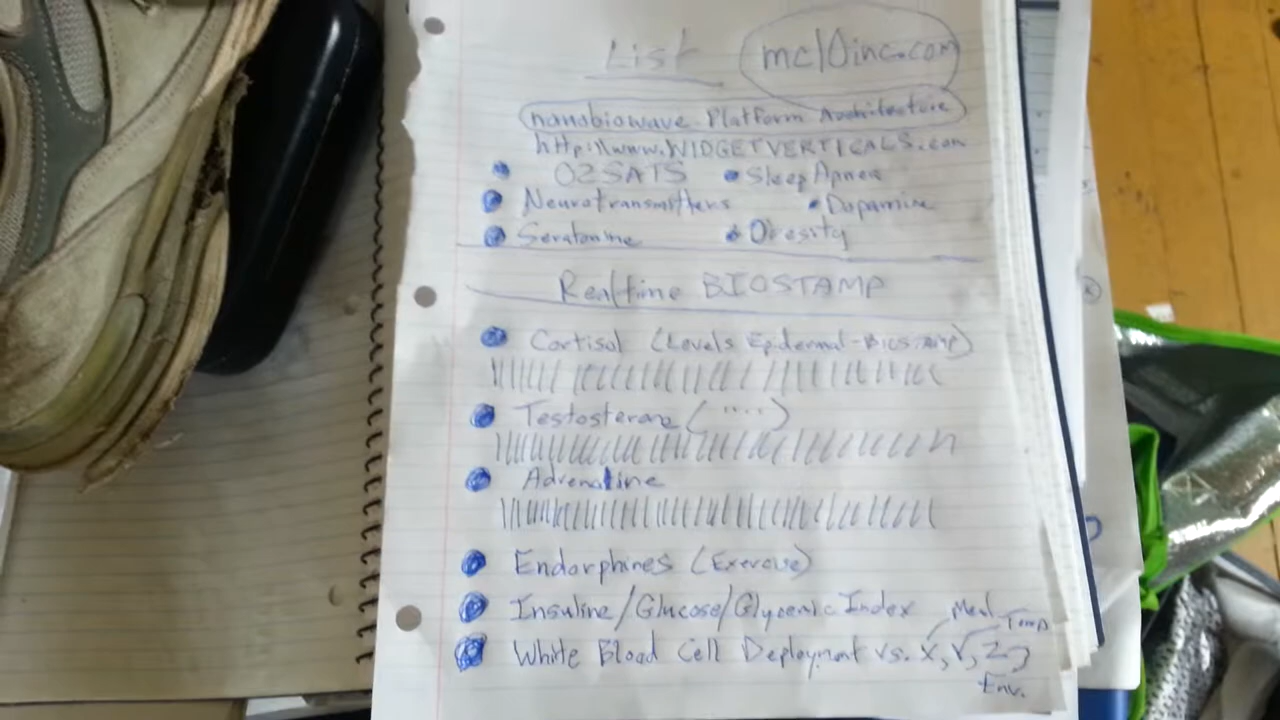 List mc10inc.com
nanobiowave Platform Architecture
http://www.WIDGETVERTICALS.com
O2SATS Sleep Apnea
Neurotransmitters Dopamine
Seratonine Obesity
Realtime BIOSTAMP
Cortisol (Levels Epidermal-BIOSTAMP)
Testosterone (....)
Adrenaline
Endorphines (Exercise)
Insuline/Glucose/Glycemic Index Meal Temp
White Blood Cell Deployment vs. X, Y, Z
Env.